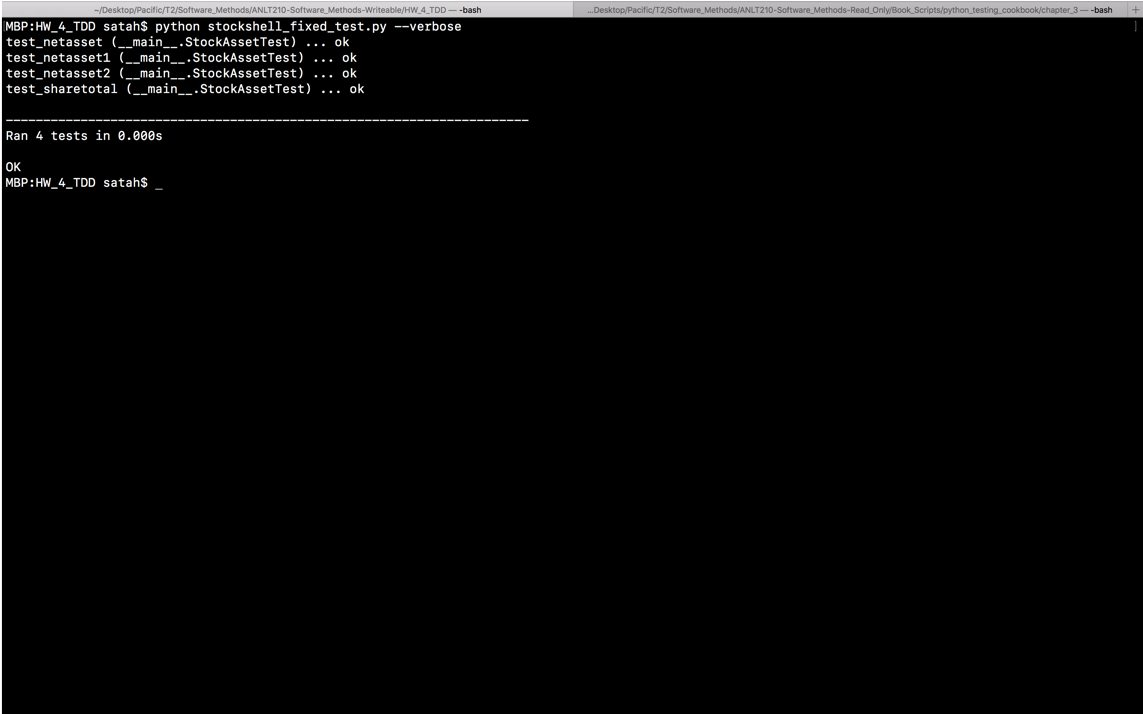 ~/Desktop/Pacific/T2/Software_Methods/ANLT210-Software_Methods-Writeable/HW_4_TDD — -bash
...Desktop/Pacific/T2/Software_Methods/ANLT210-Software_Methods-Read_Only/Book_Scripts/python_testing_cookbook/chapter_3 — -bash
+
MBP:HW_4_TDD satah$ python stockshell_fixed_test.py --verbose
test_netasset (__main__.StockAssetTest) ... ok
test_netasset1 (__main__.StockAssetTest) ... ok
test_netasset2 (__main__.StockAssetTest) ... ok
test_sharetotal (__main__.StockAssetTest) ... ok
----------------------------------------------------------------------
Ran 4 tests in 0.000s
OK
MBP:HW_4_TDD satah$ _